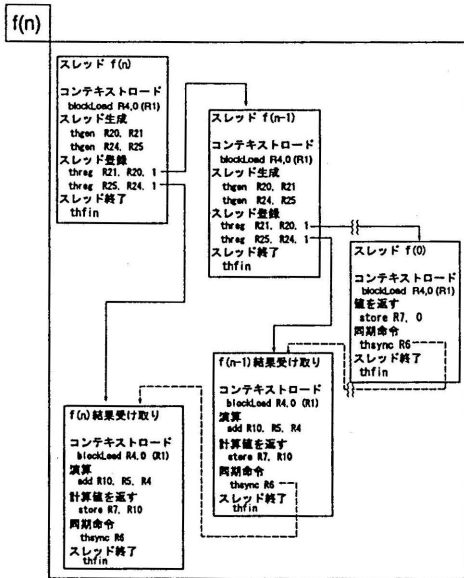 f(n)
スレッド f(n)
コンテキストロード
blockLoad R4,0 (R1)
スレッド生成
thgen R20, R21
thgen R24, R25
スレッド登録
threg R21, R20, 1
threg R25, R24, 1
スレッド終了
thfin
スレッド f(n-1)
コンテキストロード
blockLoad R4,0 (R1)
スレッド生成
thgen R20, R21
thgen R24, R25
スレッド登録
threg R21, R20, 1
threg R25, R24, 1
スレッド終了
thfin
スレッド f(0)
コンテキストロード
blockLoad R4,0 (R1)
値を返す
store R7, 0
同期命令
thsync R6
スレッド終了
thfin
f(n-1)結果受け取り
コンテキストロード
blockLoad R4,0 (R1)
演算
add R10, R5, R4
計算値を返す
store R7, R10
同期命令
thsync R6
スレッド終了
thfin
f(n)結果受け取り
コンテキストロード
blockLoad R4,0 (R1)
演算
add R10, R5, R4
計算値を返す
store R7, R10
同期命令
thsync R6
スレッド終了
thfin